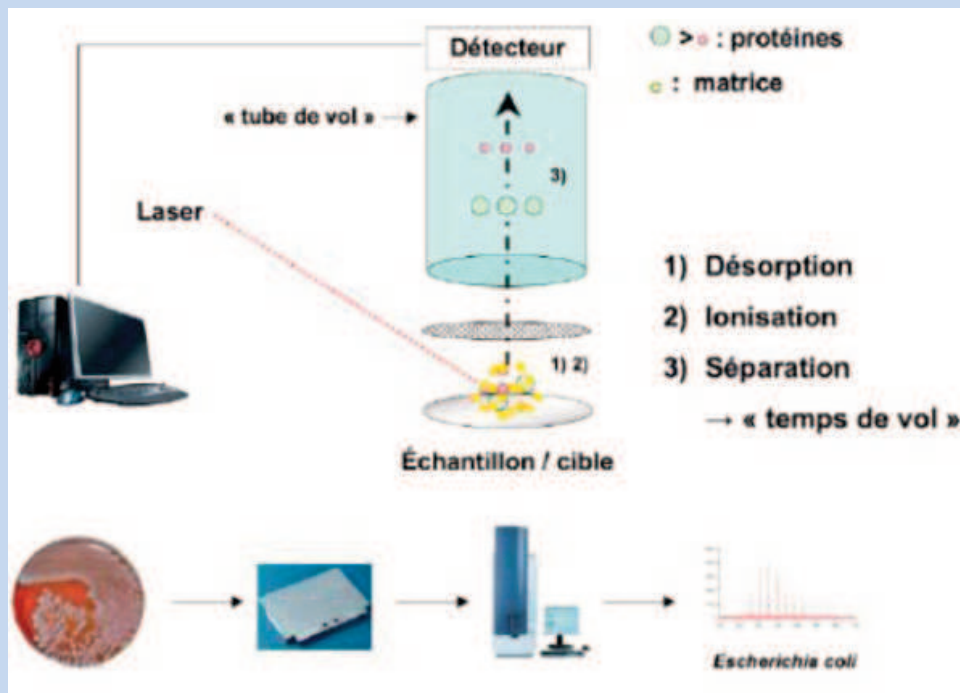 Détecteur
> : protéines
: matrice
« tube de vol »
3)
Laser
1) Désorption
2) Ionisation
3) Séparation
→ « temps de vol »
1) 2)
Échantillon / cible
Escherichia coli